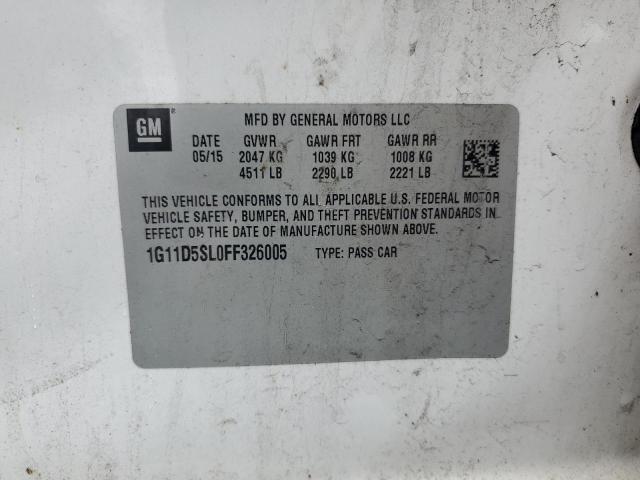 GM
MFD BY GENERAL MOTORS LLC
DATE GVWR GAWR FRT GAWR RR
05/15 2047 KG 1039 KG 1008 KG
4511 LB 2290 LB 2221 LB
THIS VEHICLE CONFORMS TO ALL APPLICABLE U.S. FEDERAL MOTOR
VEHICLE SAFETY, BUMPER, AND THEFT PREVENTION STANDARDS IN
EFFECT ON THE DATE OF MANUFACTURE SHOWN ABOVE.
1G11D5SL0FF326005 TYPE: PASS CAR